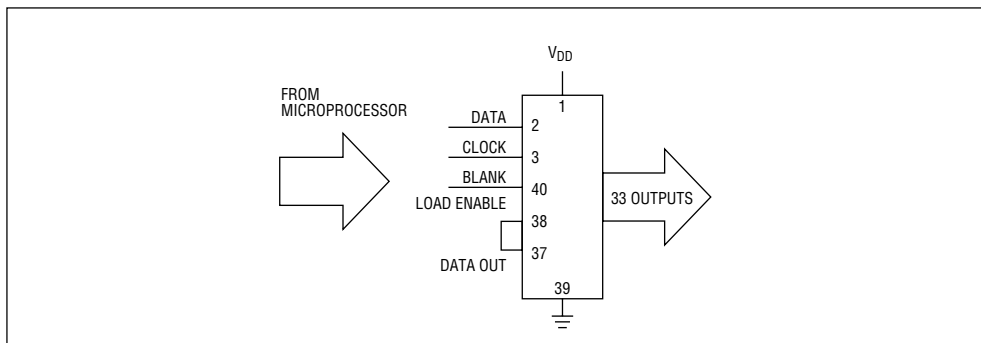 V_DD
FROM
MICROPROCESSOR
1
DATA
2
CLOCK
3
BLANK
40
LOAD ENABLE
38
33 OUTPUTS
37
DATA OUT
39